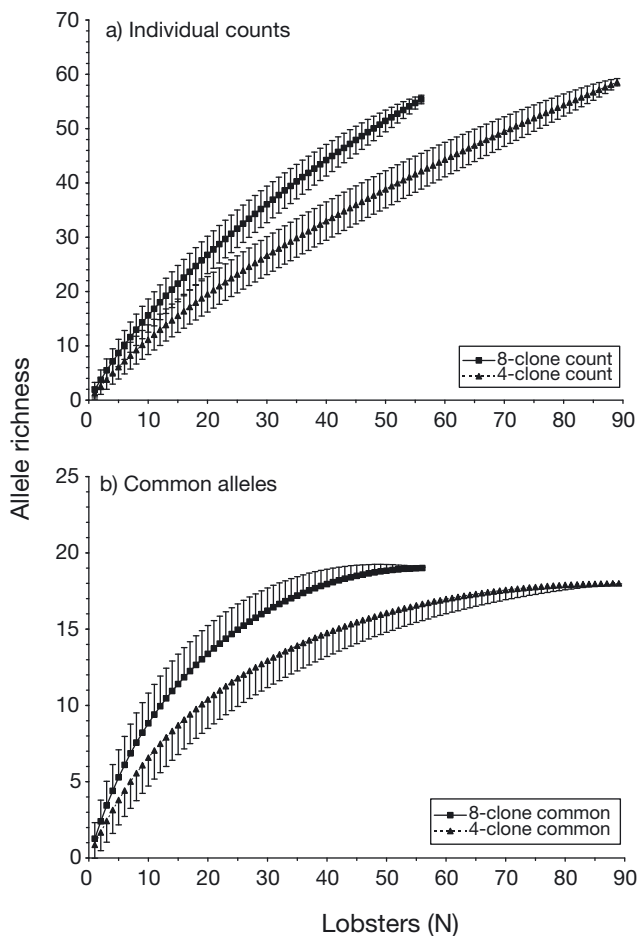 a) Individual counts
70
60
50
40
30
20
10
0
0 10 20 30 40 50 60 70 80 90
8-clone count
4-clone count
Allele richness
b) Common alleles
25
20
15
10
5
0
0 10 20 30 40 50 60 70 80 90
8-clone common
4-clone common
Lobsters (N)